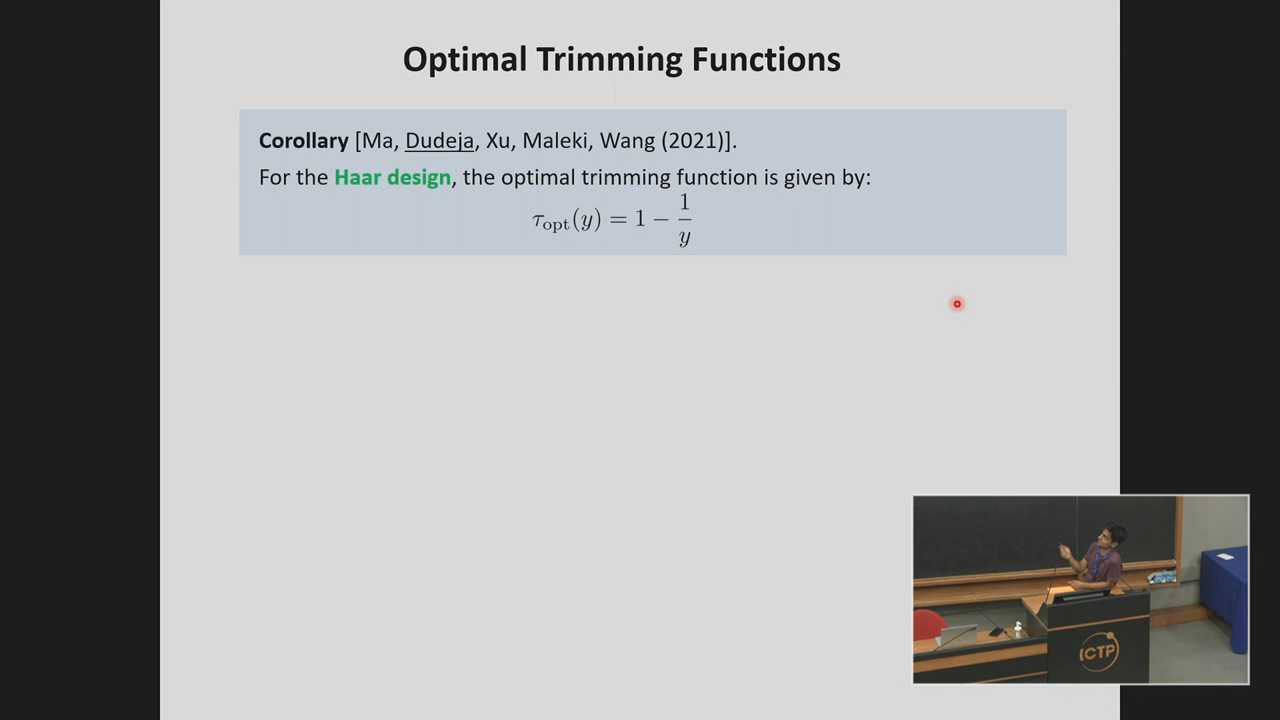 Optimal Trimming Functions
Corollary [Ma, Dudeja, Xu, Maleki, Wang (2021)].
For the Haar design, the optimal trimming function is given by:
τ_opt(y) = 1 − 1/y
ICTP